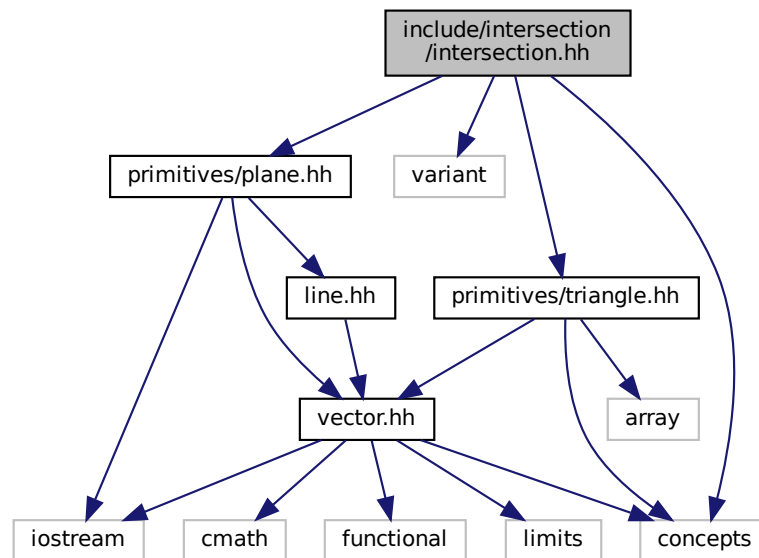 include/intersection
/intersection.hh
primitives/plane.hh
variant
line.hh
primitives/triangle.hh
vector.hh
array
iostream
cmath
functional
limits
concepts